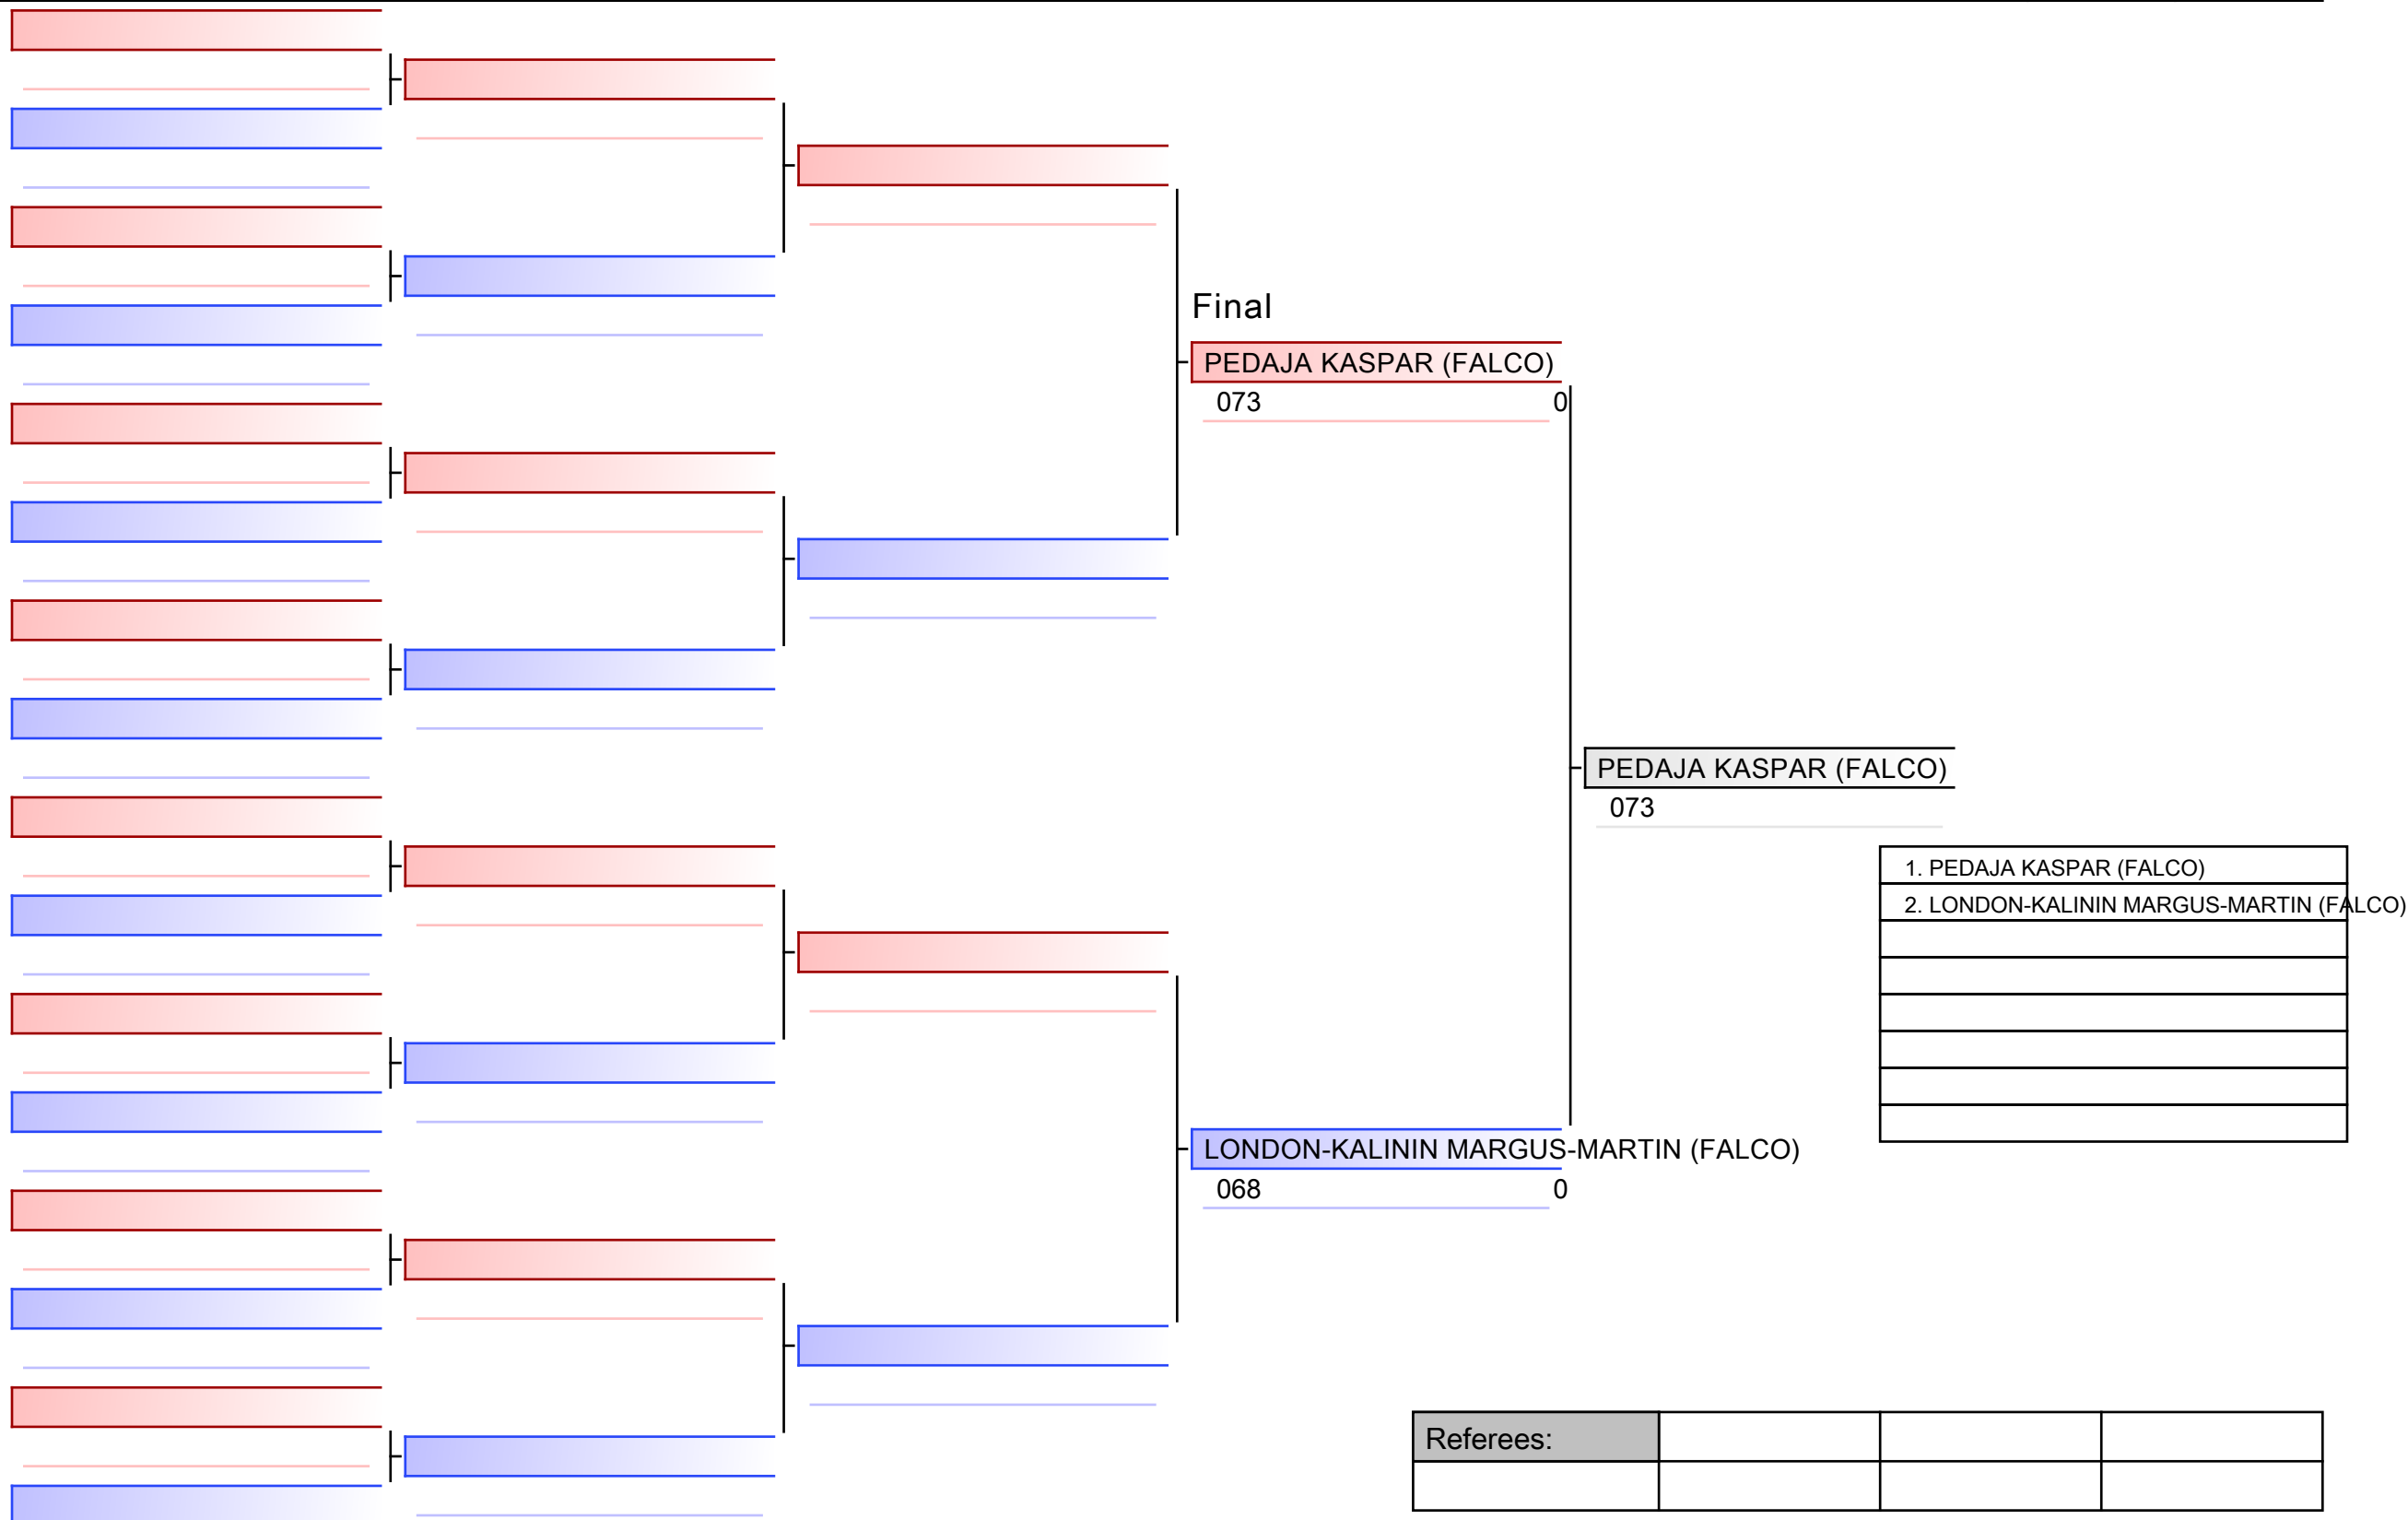 Final
PEDAJA KASPAR (FALCO)
073 0
PEDAJA KASPAR (FALCO)
073
1. PEDAJA KASPAR (FALCO)
2. LONDON-KALININ MARGUS-MARTIN (FALCO)
LONDON-KALININ MARGUS-MARTIN (FALCO)
068 0
Referees: